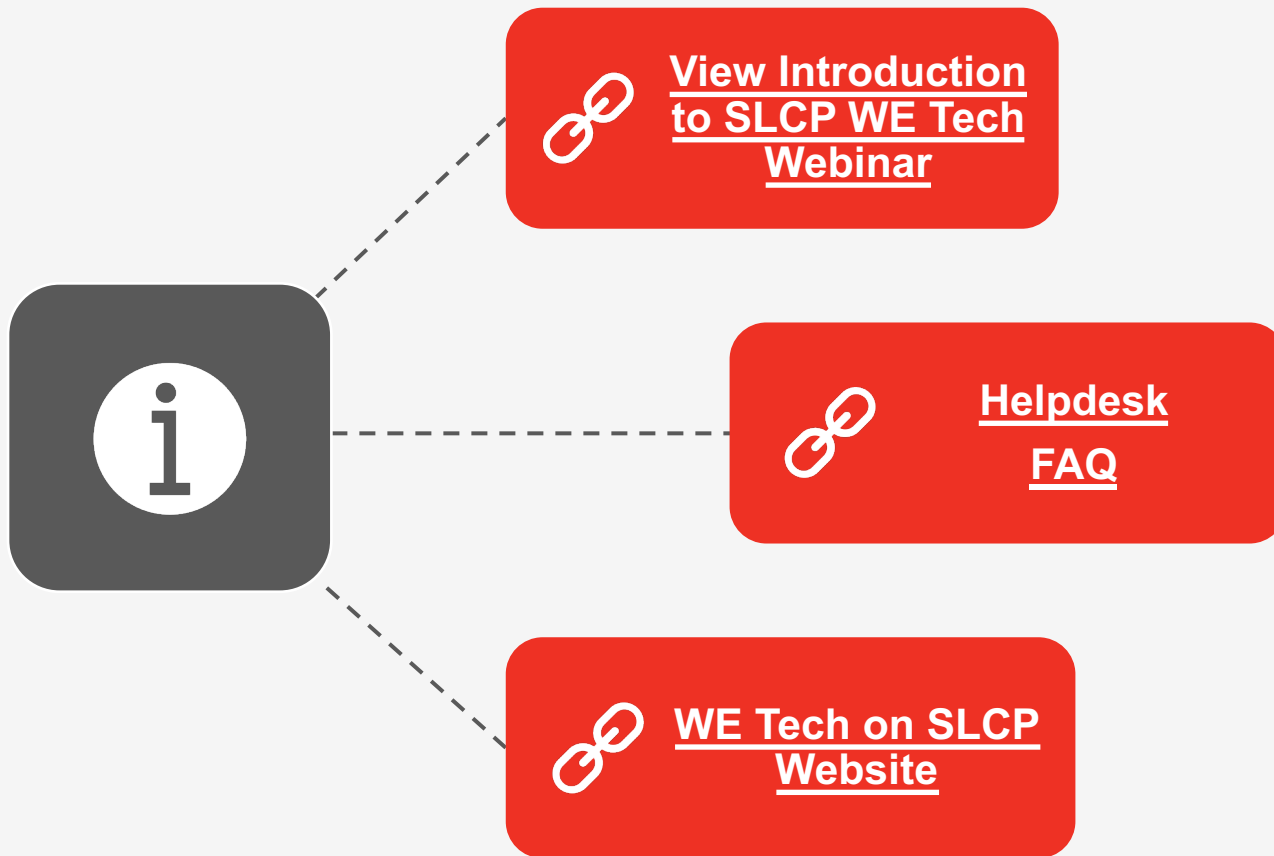 View Introduction
to SLCP WE Tech
Webinar
Helpdesk
FAQ
WE Tech on SLCP
Website